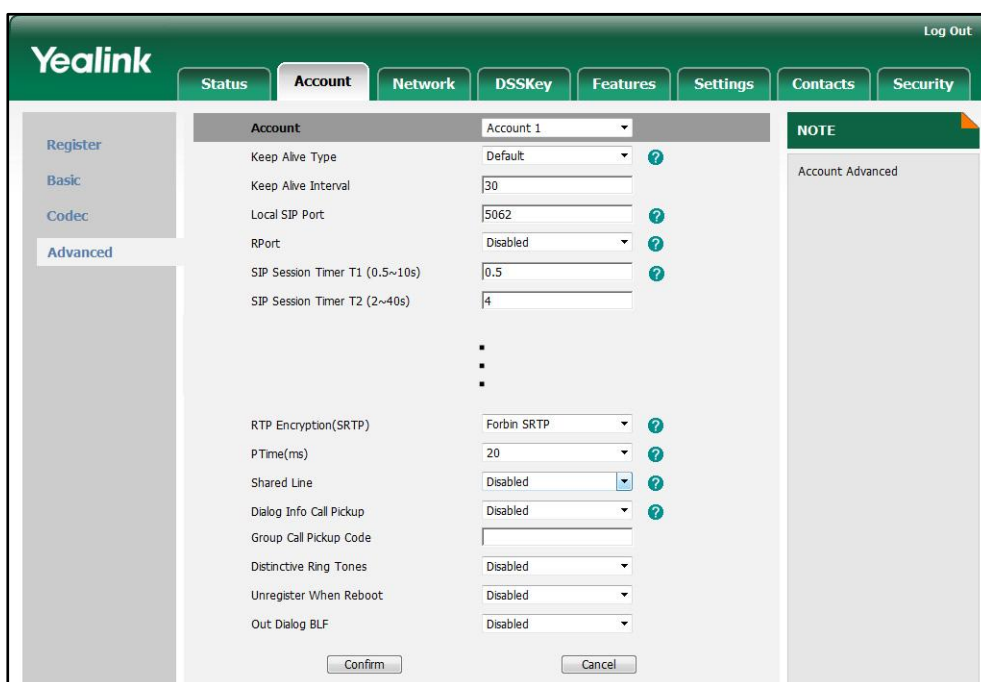 Log Out
Yealink
Status Account Network DSSKey Features Settings Contacts Security
Register
Basic
Codec
Advanced
Account Account 1
Keep Alive Type Default ?
Keep Alive Interval 30
Local SIP Port 5062 ?
RPort Disabled ?
SIP Session Timer T1 (0.5~10s) 0.5 ?
SIP Session Timer T2 (2~40s) 4
RTP Encryption(SRTP) Forbin SRTP ?
PTime(ms) 20 ?
Shared Line Disabled ?
Dialog Info Call Pickup Disabled ?
Group Call Pickup Code
Distinctive Ring Tones Disabled
Unregister When Reboot Disabled
Out Dialog BLF Disabled
Confirm Cancel
NOTE
Account Advanced